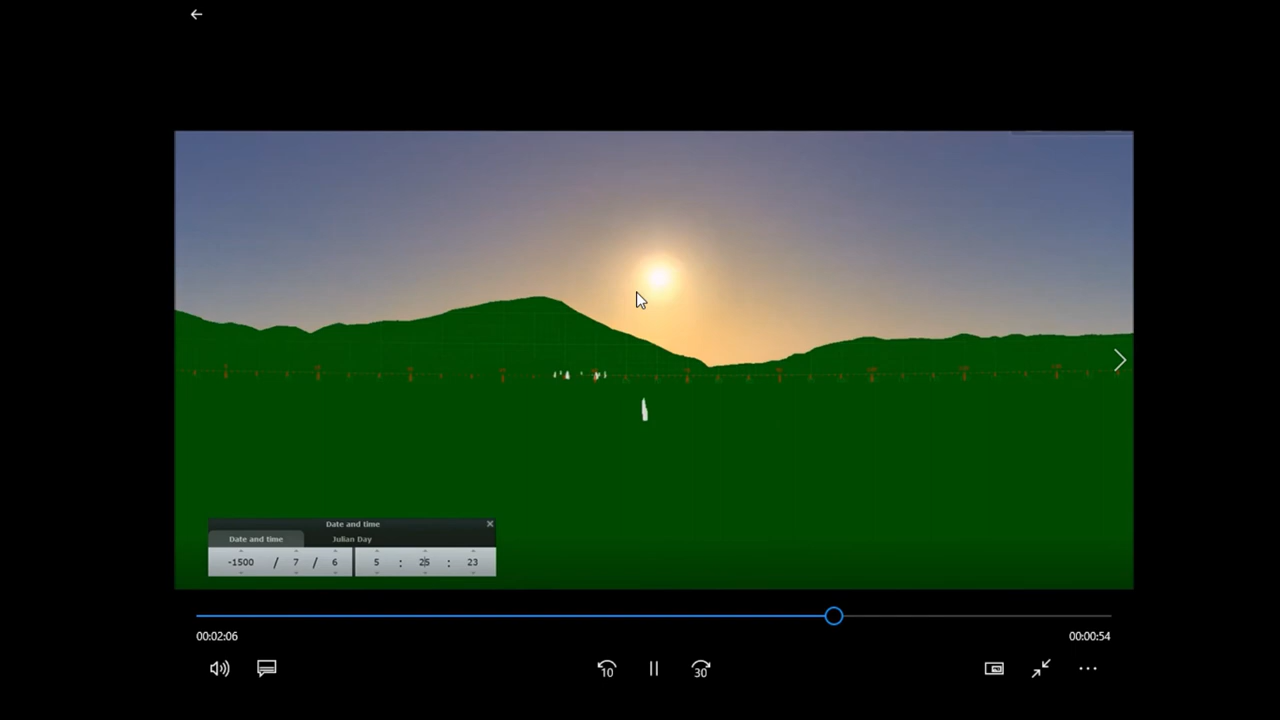 Date and time
Date and time Julian Day
-1500 / 7 / 6 5 : 25 : 23
00:02:06 00:00:54
10 30